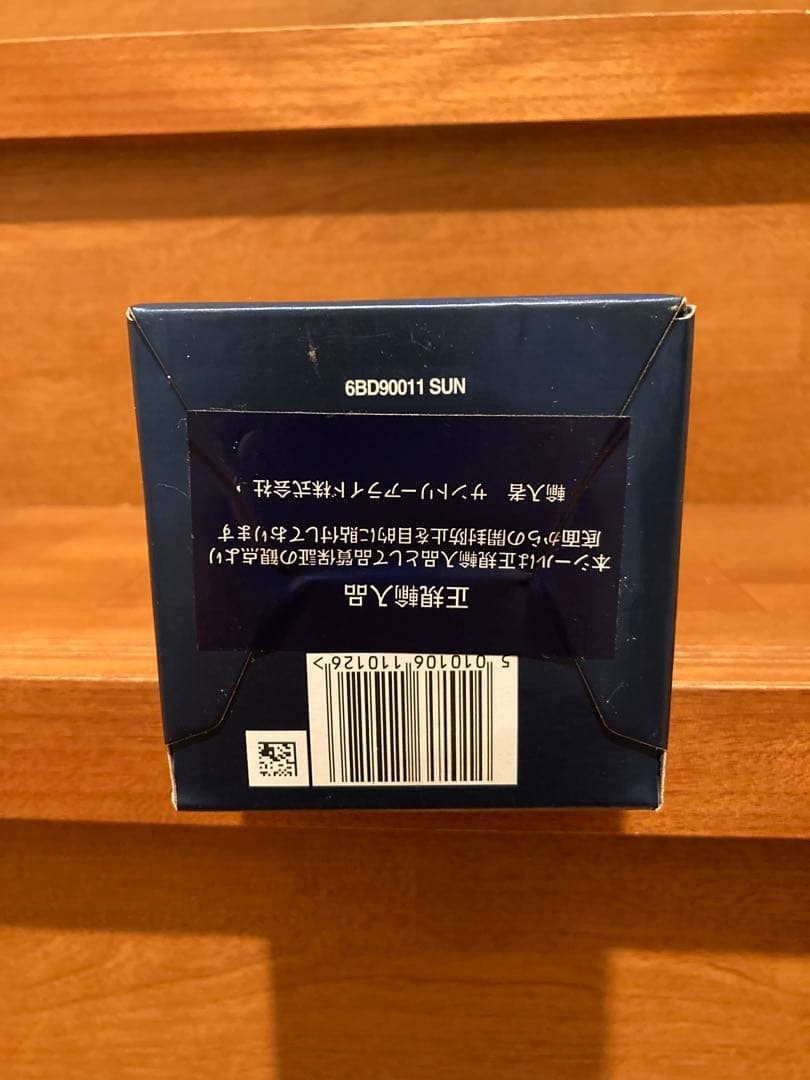 6BD90011 SUN
正規輸入品
本シールは正規輸入品として品質保証の観点より
底面からの開封防止を目的に貼付しております
輸入者 サントリーアライド株式会社
5 010106 110126 >